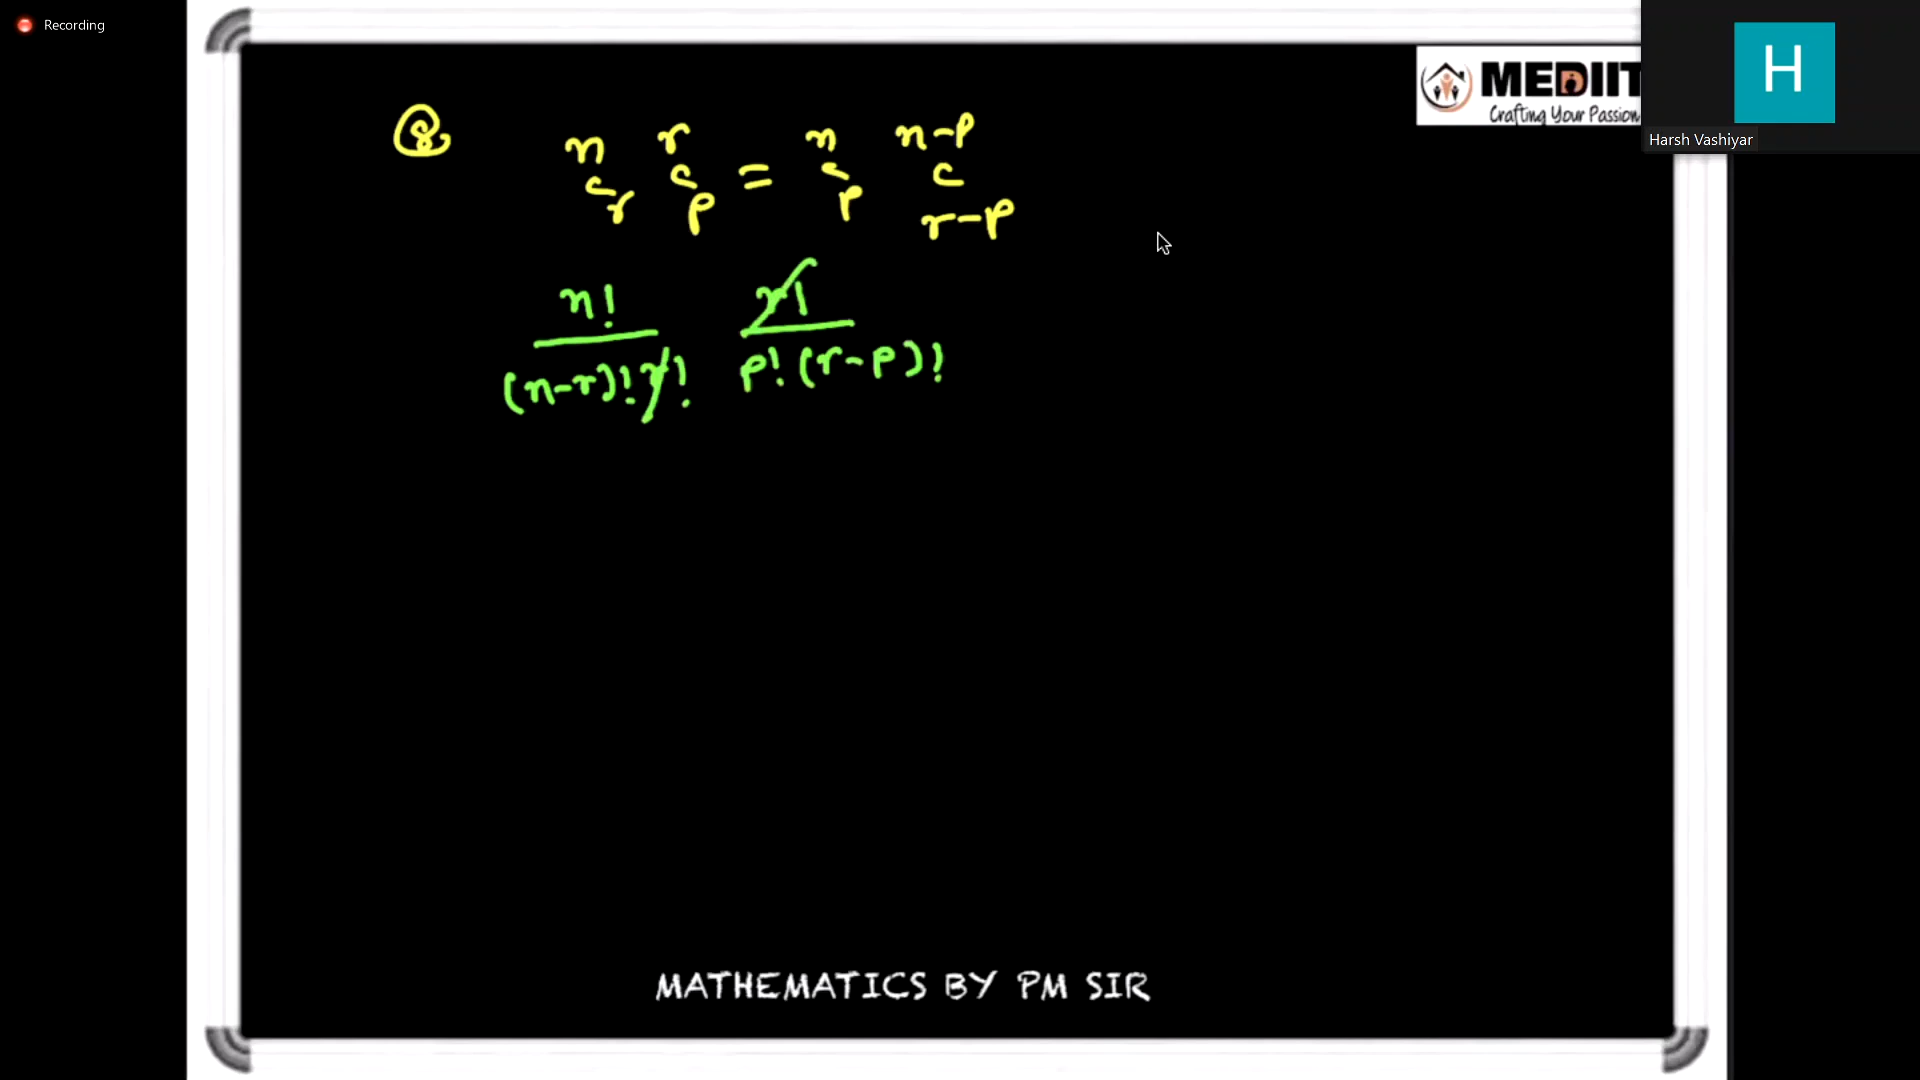 Recording
MEDIIT
Crafting Your Passion
H
Harsh Vashiyar
Q nCr rCp = nCp n-pCr-p
n!/(n-r)!r! r!/p!(r-p)!
MATHEMATICS BY PM SIR